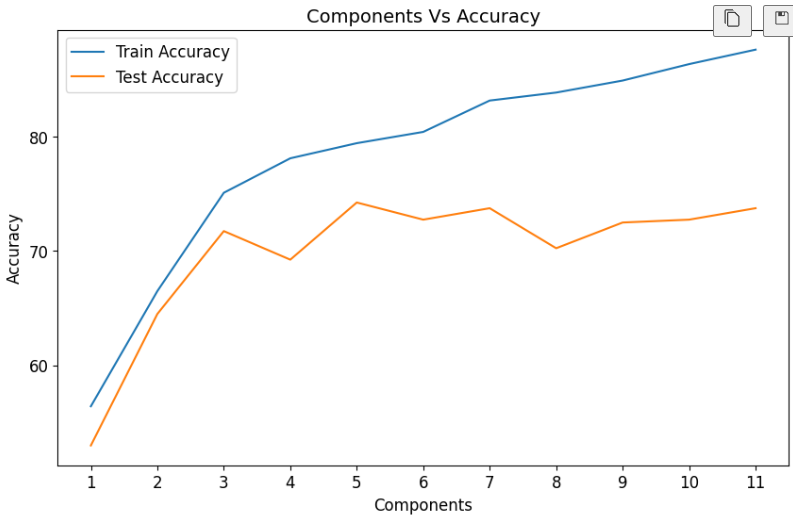 Components Vs Accuracy
Train Accuracy
Test Accuracy
80
70
60
Accuracy
1 2 3 4 5 6 7 8 9 10 11
Components